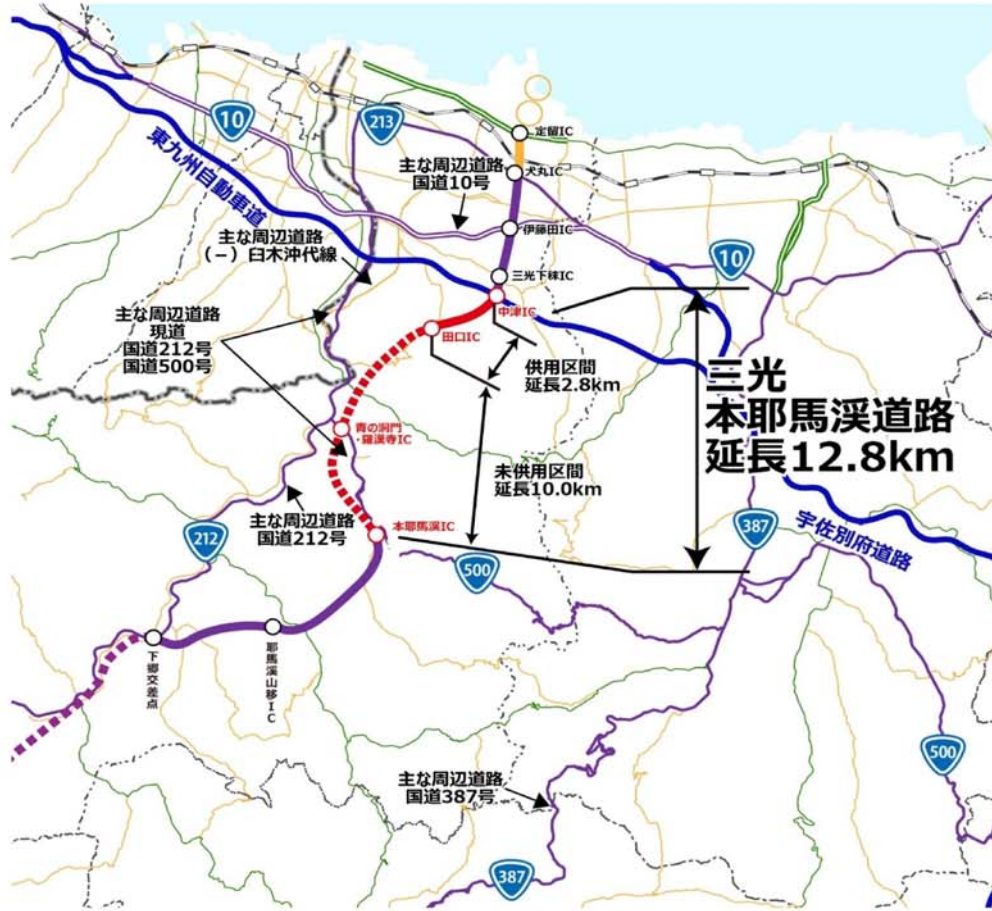 定留IC
10
213
犬丸IC
東九州自動車道
主な周辺道路
国道10号
伊藤田IC
主な周辺道路
(－) 臼木沖代線
10
三光下秣IC
中津IC
主な周辺道路
現道
国道212号
国道500号
田口IC
供用区間
延長2.8km
三光
本耶馬渓道路
延長12.8km
青の洞門
・羅漢寺IC
未供用区間
延長10.0km
主な周辺道路
国道212号
本耶馬渓IC
212
387
宇佐別府道路
500
下郷交差点
耶馬溪山移IC
500
主な周辺道路
国道387号
387